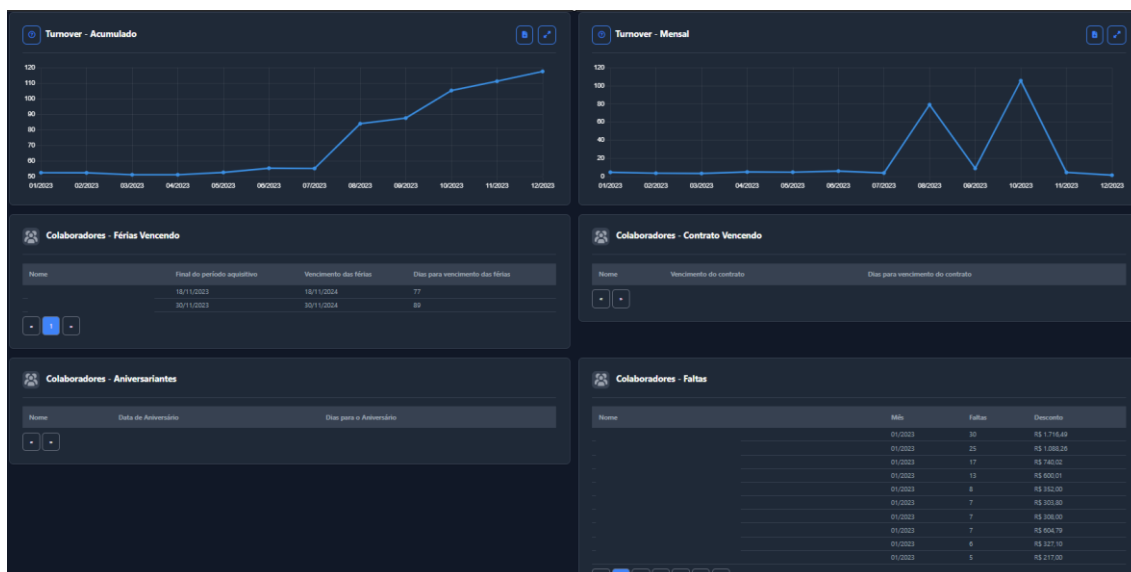 Turnover - Acumulado
120
110
100
90
80
70
60
50
01/2023 02/2023 03/2023 04/2023 05/2023 06/2023 07/2023 08/2023 09/2023 10/2023 11/2023 12/2023
Turnover - Mensal
120
100
80
60
40
20
0
01/2023 02/2023 03/2023 04/2023 05/2023 06/2023 07/2023 08/2023 09/2023 10/2023 11/2023 12/2023
Colaboradores - Férias Vencendo
Nome Final do período aquisitivo Vencimento das férias Dias para vencimento das férias
18/11/2023 18/11/2024 77
30/11/2023 30/11/2024 89
1
Colaboradores - Contrato Vencendo
Nome Vencimento do contrato Dias para vencimento do contrato
Colaboradores - Aniversariantes
Nome Data de Aniversário Dias para o Aniversário
Colaboradores - Faltas
Nome Mês Faltas Desconto
01/2023 30 R$ 1.716,49
01/2023 25 R$ 1.088,26
01/2023 17 R$ 740,02
01/2023 13 R$ 600,01
01/2023 8 R$ 352,00
01/2023 7 R$ 303,80
01/2023 7 R$ 308,00
01/2023 7 R$ 604,79
01/2023 6 R$ 327,10
01/2023 5 R$ 217,00